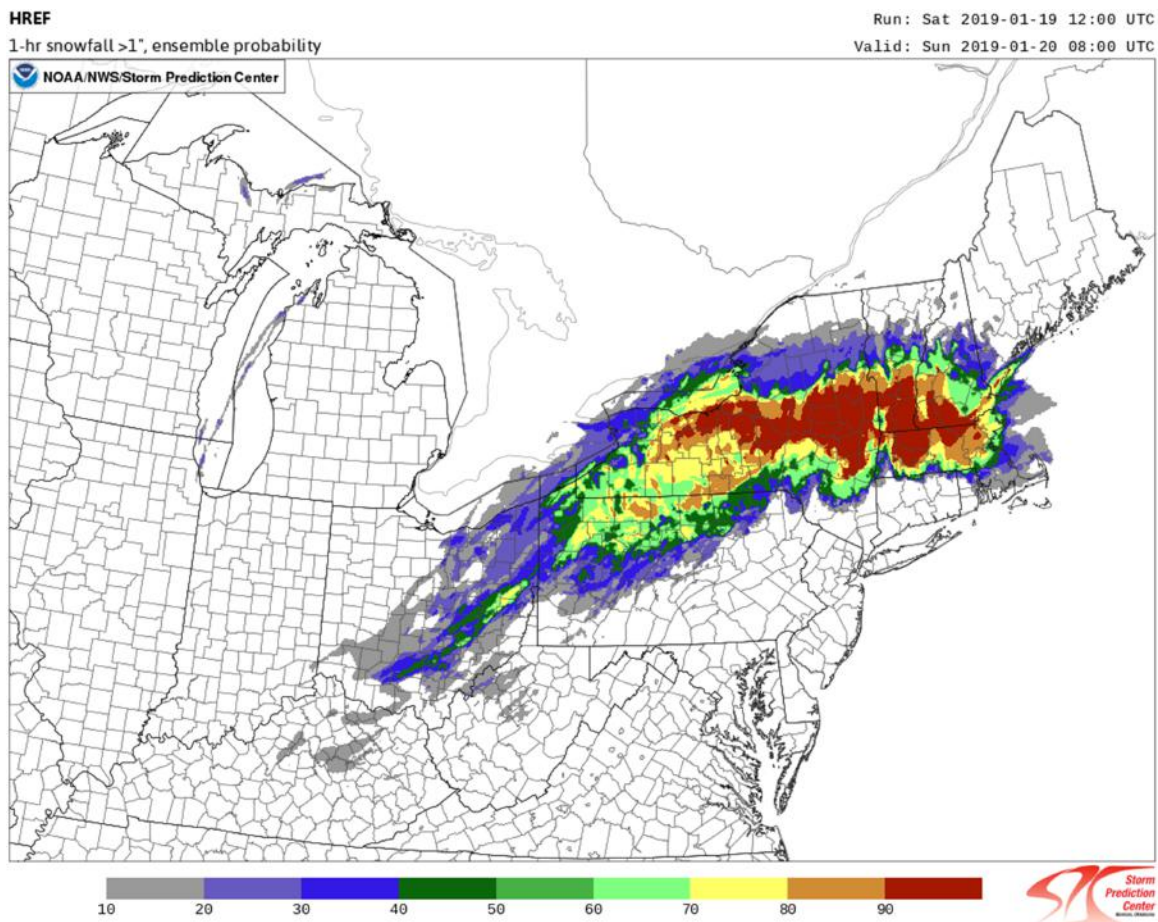 HREF
Run: Sat 2019-01-19 12:00 UTC
1-hr snowfall >1", ensemble probability
Valid: Sun 2019-01-20 08:00 UTC
NOAA/NWS/Storm Prediction Center
10 20 30 40 50 60 70 80 90
Storm
Prediction
Center